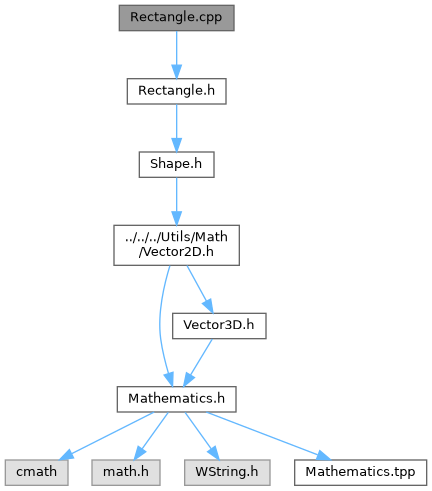 Rectangle.cpp
Rectangle.h
Shape.h
../../../Utils/Math
/Vector2D.h
Vector3D.h
Mathematics.h
cmath
math.h
WString.h
Mathematics.tpp